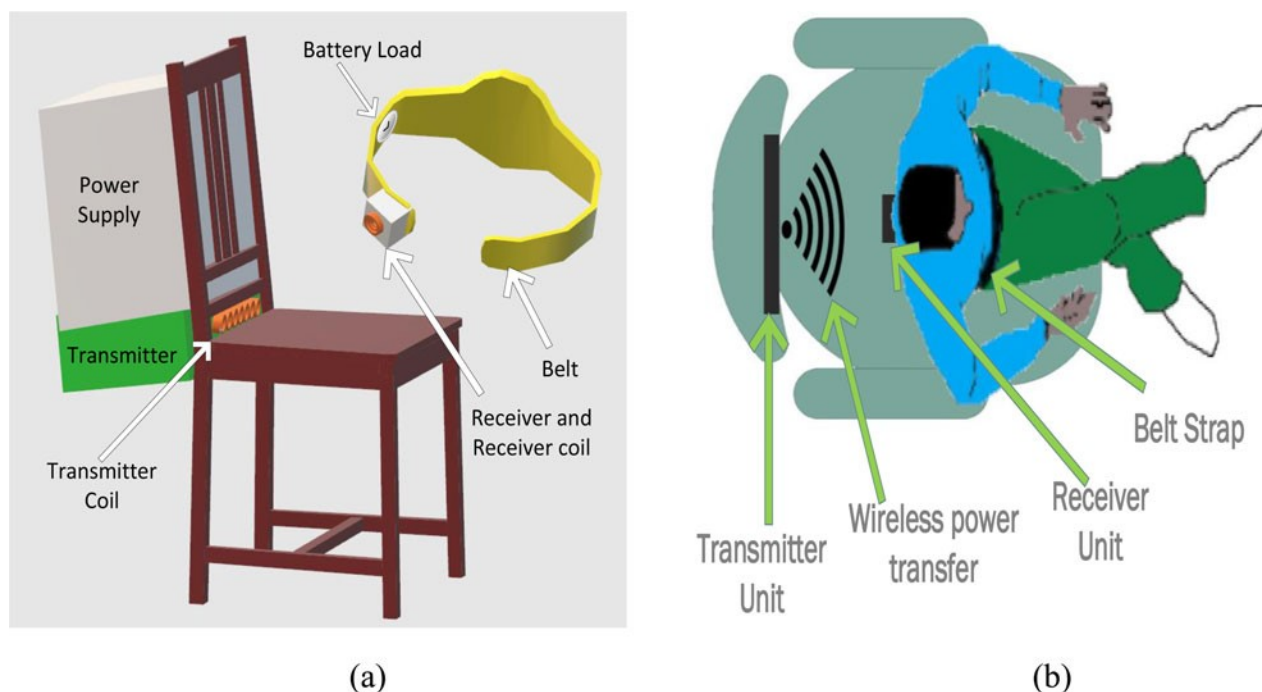 Battery Load
Power
Supply
Transmitter
Belt
Receiver and
Receiver coil
Transmitter
Coil
Belt Strap
Receiver
Unit
Wireless power
transfer
Transmitter
Unit
(a)
(b)